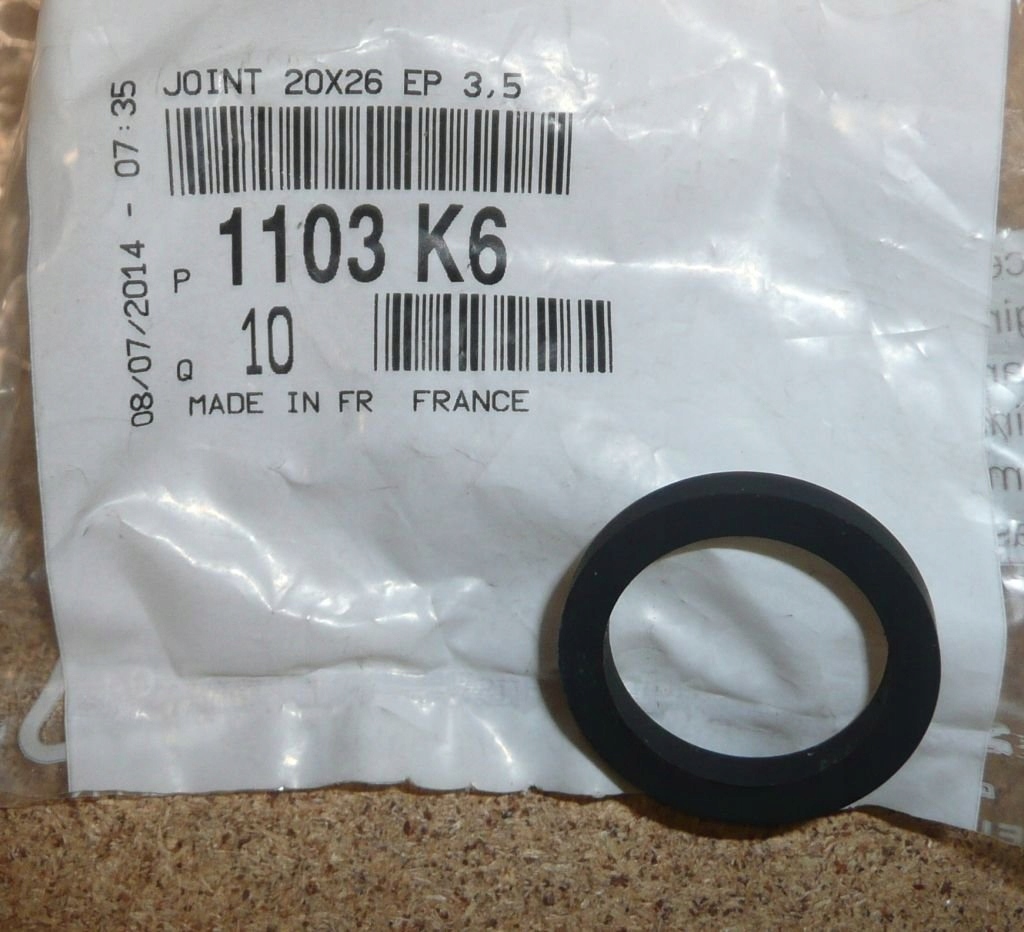 JOINT 20X26 EP 3,5
08/07/2014 - 07:35
P 1103 K6
Q 10
MADE IN FR FRANCE